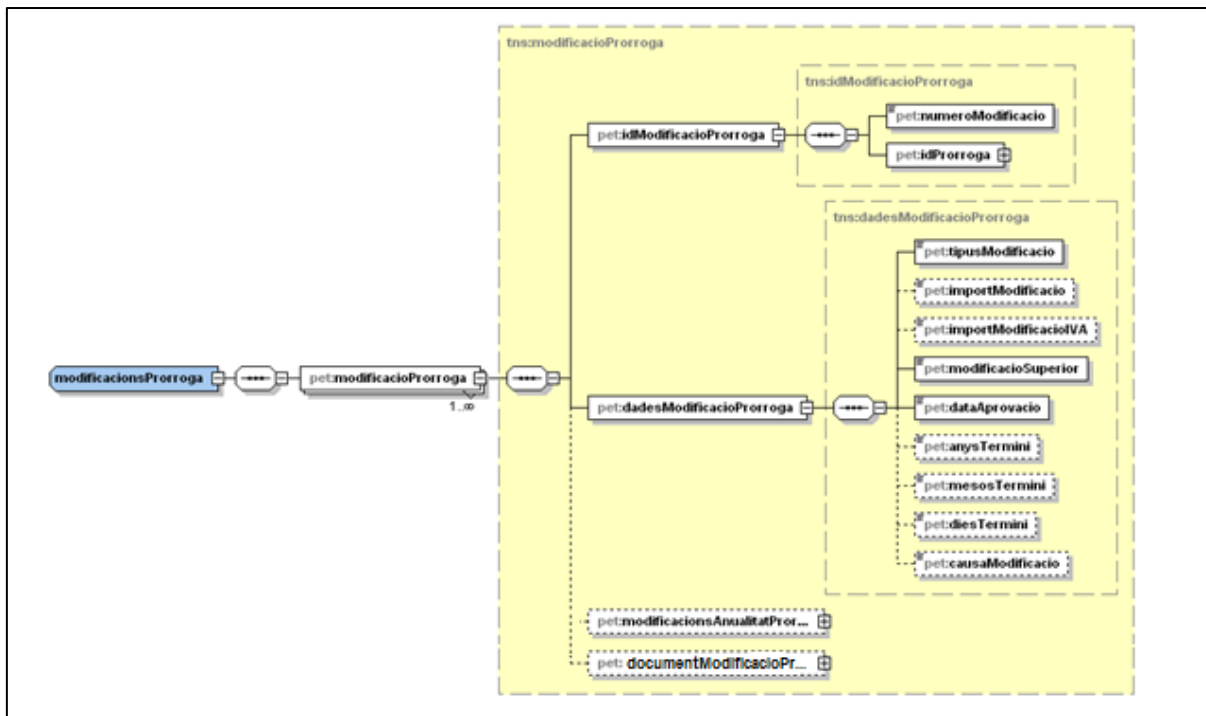 tns:modificacioProrroga
tns:idModificacioProrroga
pet:numeroModificacio
pet:idModificacioProrroga
pet:idProrroga
tns:dadesModificacioProrroga
pet:tipusModificacio
pet:importModificacio
pet:importModificacioIVA
modificacionsProrroga
pet:modificacioProrroga
1..∞
pet:modificacioSuperior
pet:dadesModificacioProrroga
pet:dataAprovacio
pet:anysTermini
pet:mesosTermini
pet:diesTermini
pet:causaModificacio
pet:modificacionsAnualitatPror...
pet: documentModificacioPr...